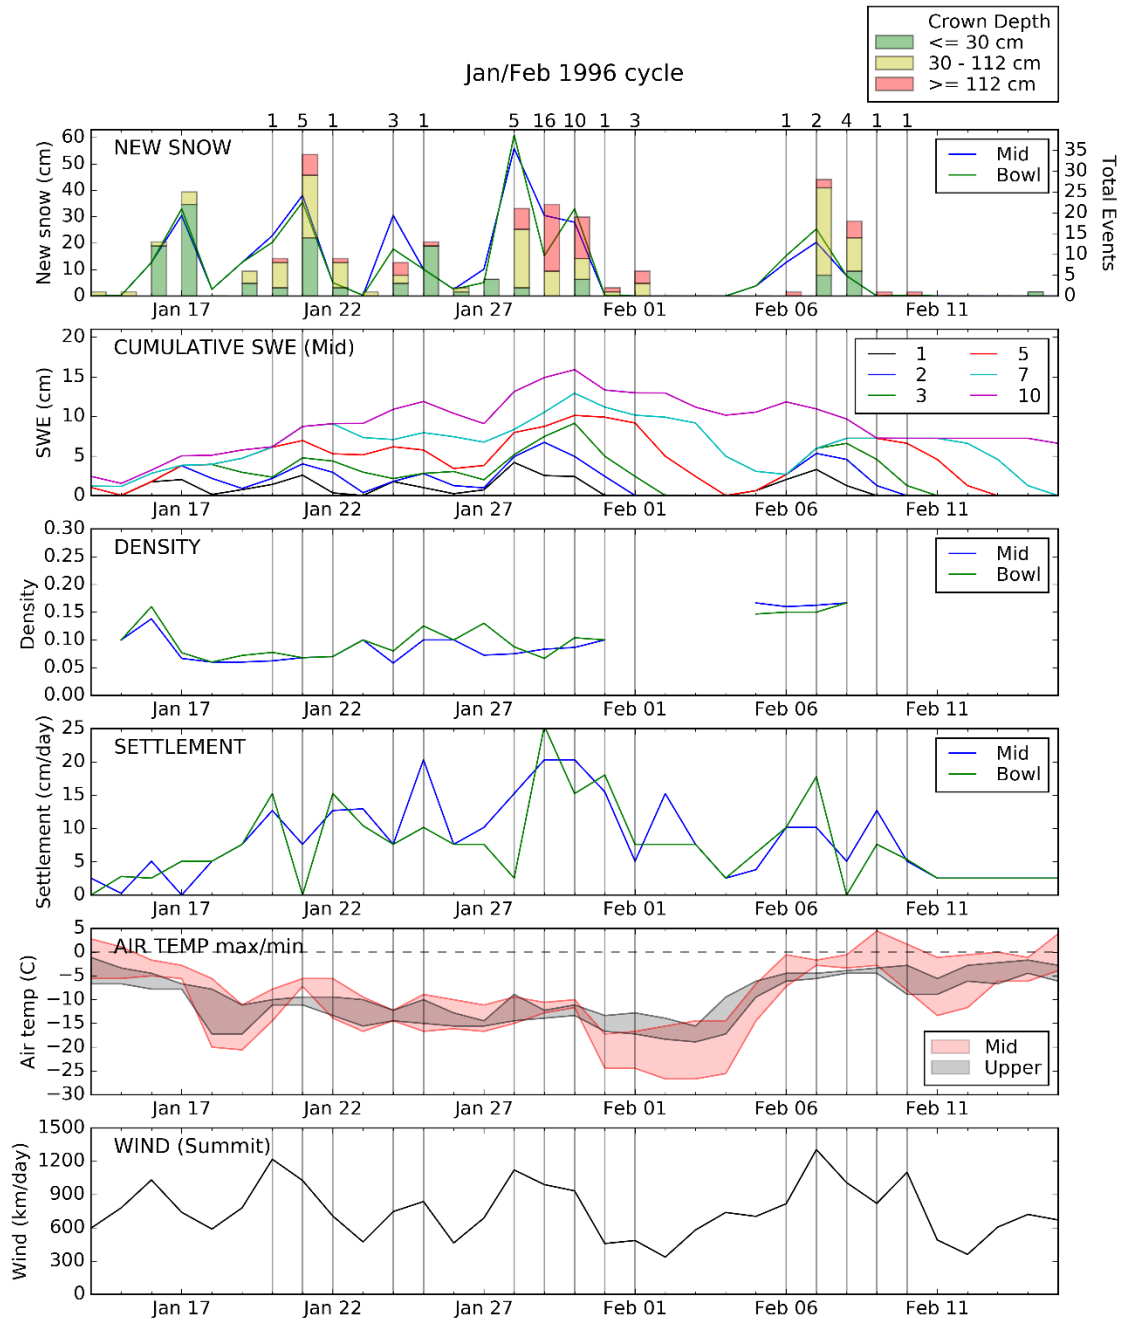 Crown Depth
<= 30 cm
30 - 112 cm
>= 112 cm
Jan/Feb 1996 cycle
1 5 1 3 1 5 16 10 1 3 1 2 4 1 1
NEW SNOW
Mid
Bowl
New snow (cm)
60
50
40
30
20
10
0
Total Events
35
30
25
20
15
10
5
0
Jan 17 Jan 22 Jan 27 Feb 01 Feb 06 Feb 11
CUMULATIVE SWE (Mid)
1 5
2 7
3 10
SWE (cm)
20
15
10
5
0
Jan 17 Jan 22 Jan 27 Feb 01 Feb 06 Feb 11
DENSITY
Mid
Bowl
Density
0.30
0.25
0.20
0.15
0.10
0.05
0.00
Jan 17 Jan 22 Jan 27 Feb 01 Feb 06 Feb 11
SETTLEMENT
Mid
Bowl
Settlement (cm/day)
25
20
15
10
5
0
Jan 17 Jan 22 Jan 27 Feb 01 Feb 06 Feb 11
AIR TEMP max/min
Mid
Upper
Air temp (C)
5
0
−5
−10
−15
−20
−25
−30
Jan 17 Jan 22 Jan 27 Feb 01 Feb 06 Feb 11
WIND (Summit)
Wind (km/day)
1500
1200
900
600
300
0
Jan 17 Jan 22 Jan 27 Feb 01 Feb 06 Feb 11